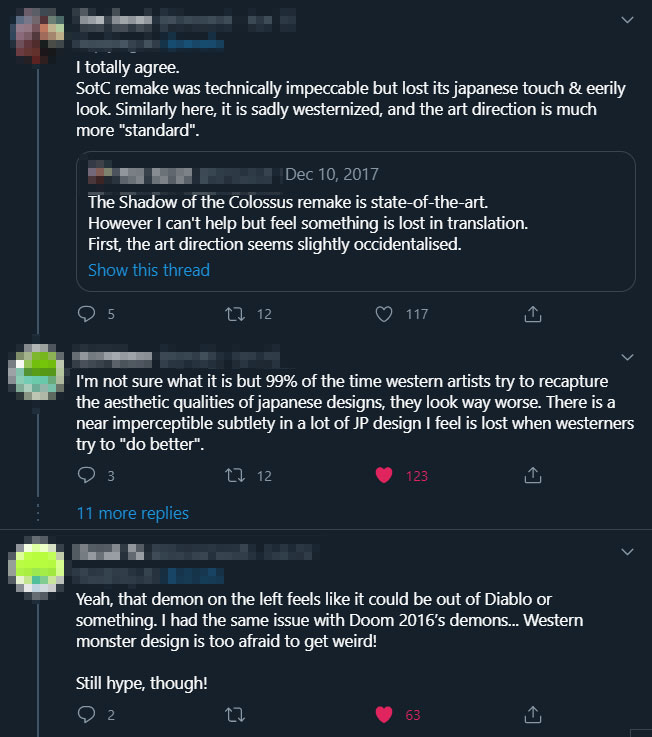 I totally agree.
SotC remake was technically impeccable but lost its japanese touch & eerily
look. Similarly here, it is sadly westernized, and the art direction is much
more "standard".
Dec 10, 2017
The Shadow of the Colossus remake is state-of-the-art.
However I can't help but feel something is lost in translation.
First, the art direction seems slightly occidentalised.
Show this thread
5 12 117
I'm not sure what it is but 99% of the time western artists try to recapture
the aesthetic qualities of japanese designs, they look way worse. There is a
near imperceptible subtlety in a lot of JP design I feel is lost when westerners
try to "do better".
3 12 123
11 more replies
Yeah, that demon on the left feels like it could be out of Diablo or
something. I had the same issue with Doom 2016’s demons... Western
monster design is too afraid to get weird!
Still hype, though!
2 63